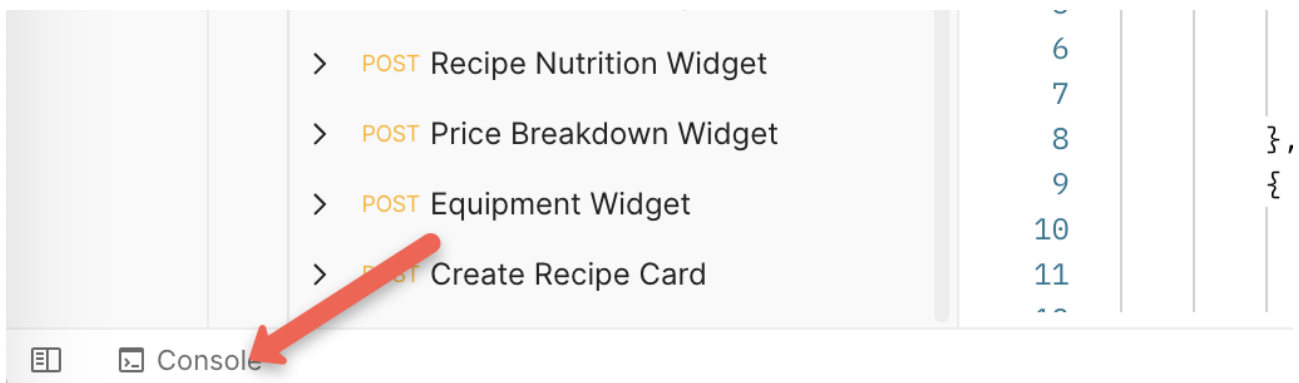 6
POST Recipe Nutrition Widget
7
POST Price Breakdown Widget
8 },
9 {
POST Equipment Widget
10
POST Create Recipe Card
11
Console